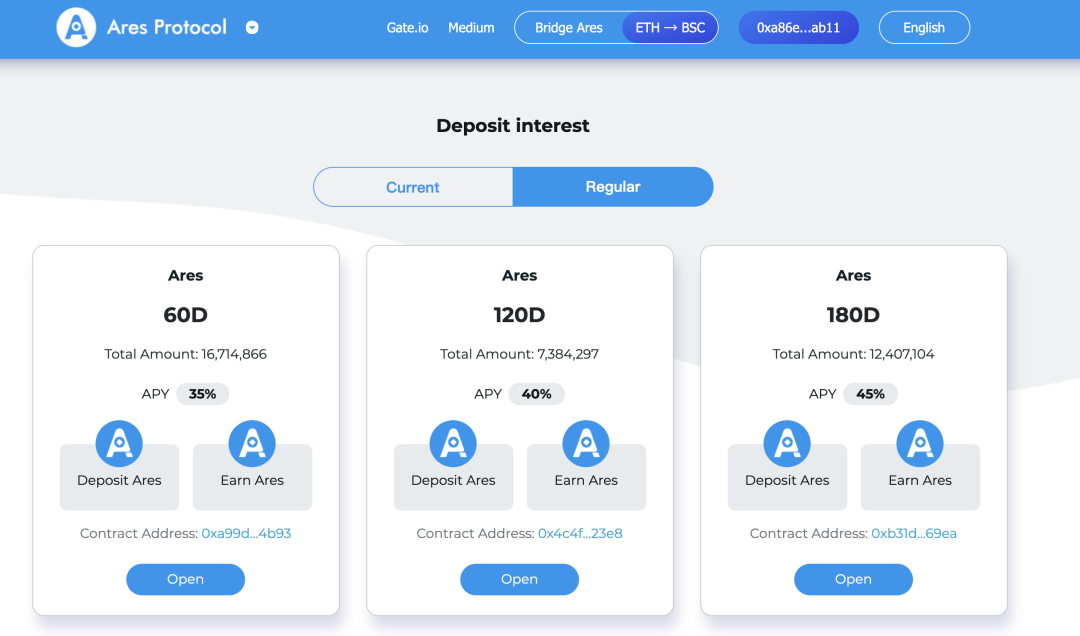 Ares Protocol Gate.io Medium Bridge Ares ETH → BSC 0xa86e...ab11 English
Deposit interest
Current Regular
Ares
60D
Total Amount: 16,714,866
APY 35%
Deposit Ares Earn Ares
Contract Address: 0xa99d...4b93
Open
Ares
120D
Total Amount: 7,384,297
APY 40%
Deposit Ares Earn Ares
Contract Address: 0x4c4f...23e8
Open
Ares
180D
Total Amount: 12,407,104
APY 45%
Deposit Ares Earn Ares
Contract Address: 0xb31d...69ea
Open